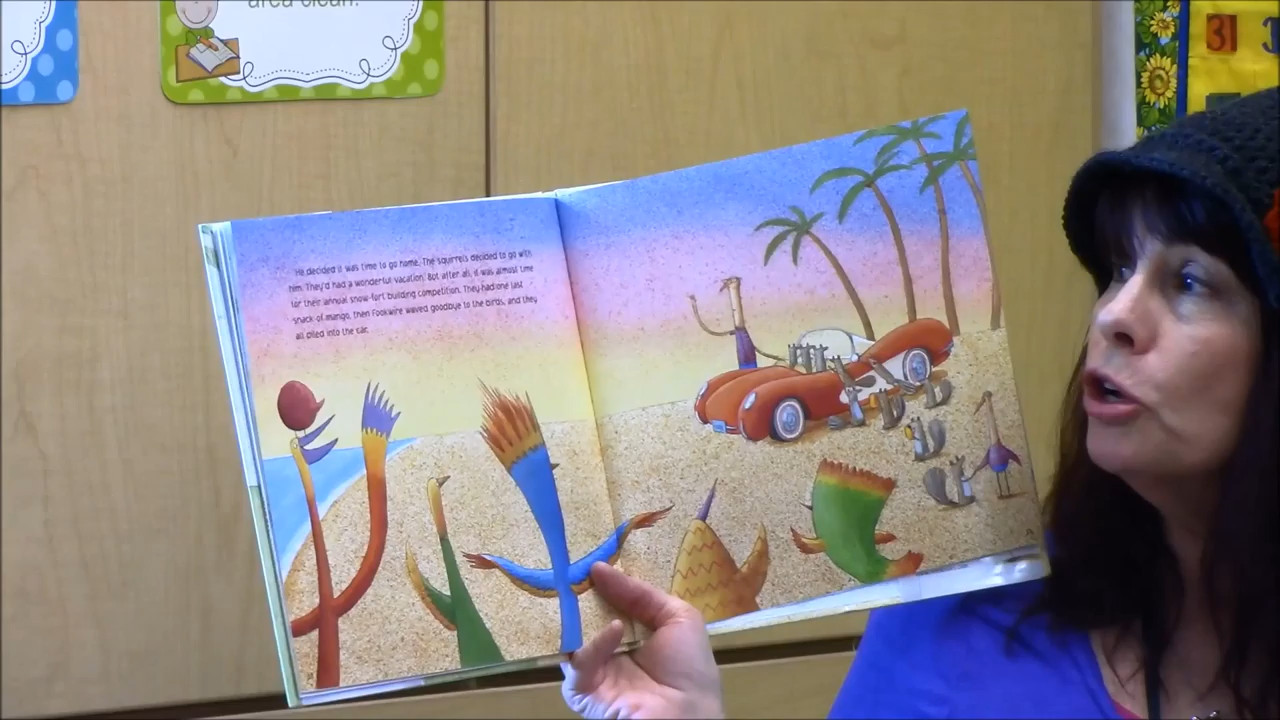 area clean.
31
He decided it was time to go home. The squirrels decided to go with
him. They'd had a wonderful vacation. But after all, it was almost time
for their annual snow-fort building competition. They had one last
snack of mango, then Fookwire waved goodbye to the birds, and they
all piled into the car.